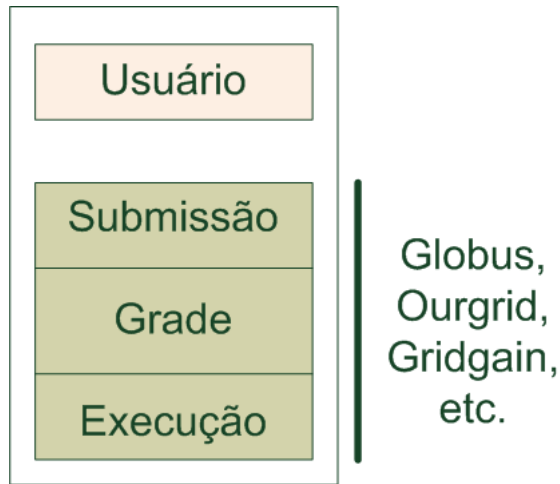 Usuário
Submissão
Grade
Execução
Globus,
Ourgrid,
Gridgain,
etc.